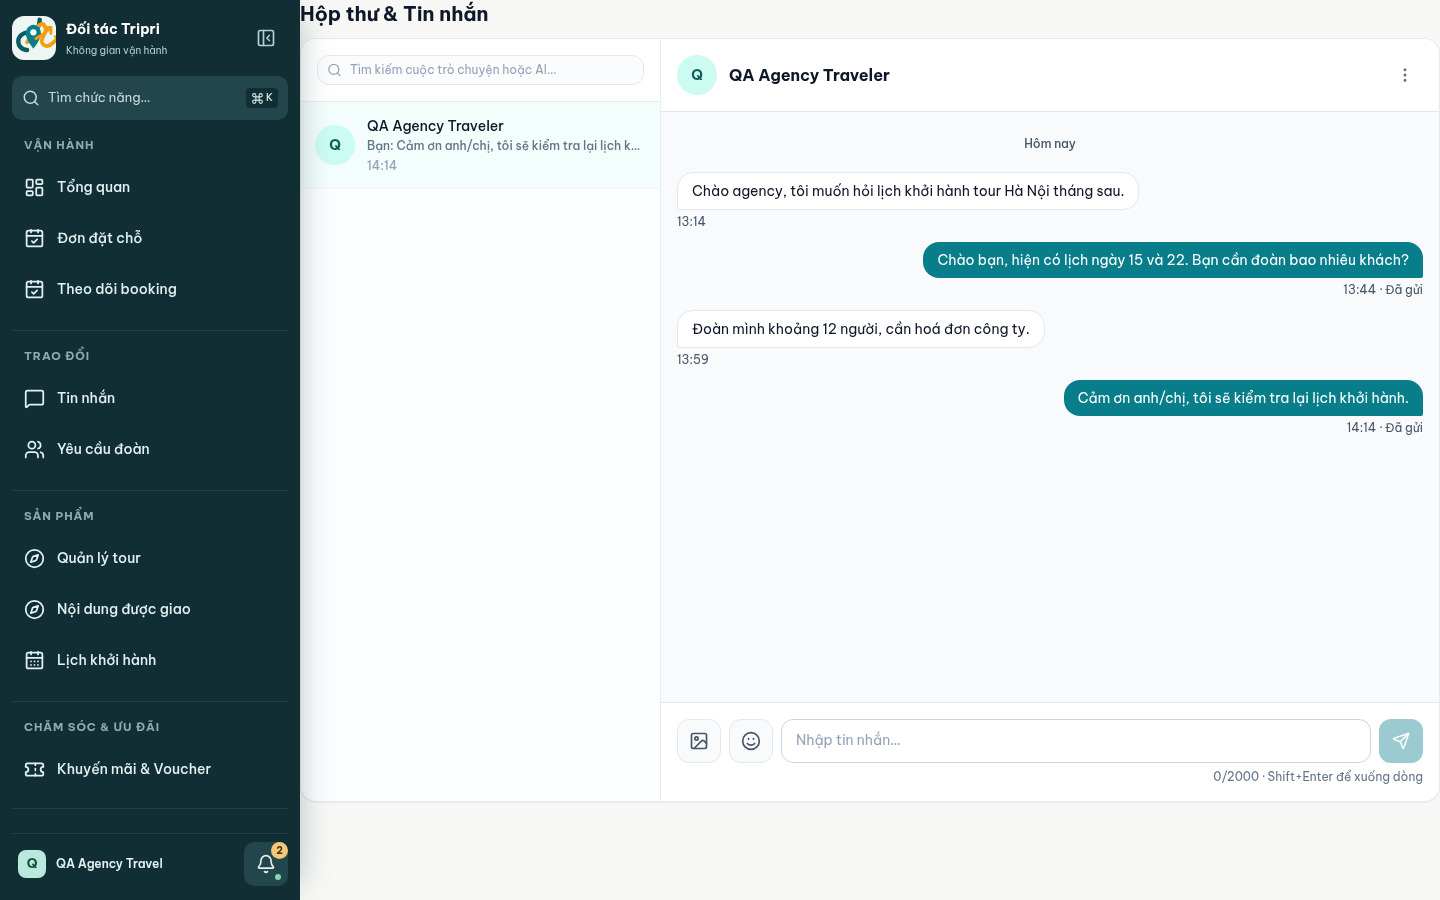 Đối tác Tripri
Không gian vận hành
Tìm chức năng...
⌘K
VẬN HÀNH
Tổng quan
Đơn đặt chỗ
Theo dõi booking
TRAO ĐỔI
Tin nhắn
Yêu cầu đoàn
SẢN PHẨM
Quản lý tour
Nội dung được giao
Lịch khởi hành
CHĂM SÓC & ƯU ĐÃI
Khuyến mãi & Voucher
Q
QA Agency Travel
2
Hộp thư & Tin nhắn
Tìm kiếm cuộc trò chuyện hoặc AI...
Q
QA Agency Traveler
Bạn: Cảm ơn anh/chị, tôi sẽ kiểm tra lại lịch k...
14:14
Q
QA Agency Traveler
Hôm nay
Chào agency, tôi muốn hỏi lịch khởi hành tour Hà Nội tháng sau.
13:14
Chào bạn, hiện có lịch ngày 15 và 22. Bạn cần đoàn bao nhiêu khách?
13:44 · Đã gửi
Đoàn mình khoảng 12 người, cần hoá đơn công ty.
13:59
Cảm ơn anh/chị, tôi sẽ kiểm tra lại lịch khởi hành.
14:14 · Đã gửi
Nhập tin nhắn...
0/2000 · Shift+Enter để xuống dòng